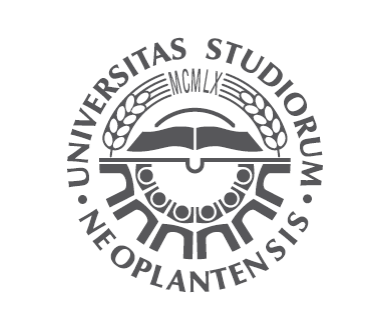 UNIVERSITAS STUDIORUM
MCMLX
• NEOPLANTENSIS •